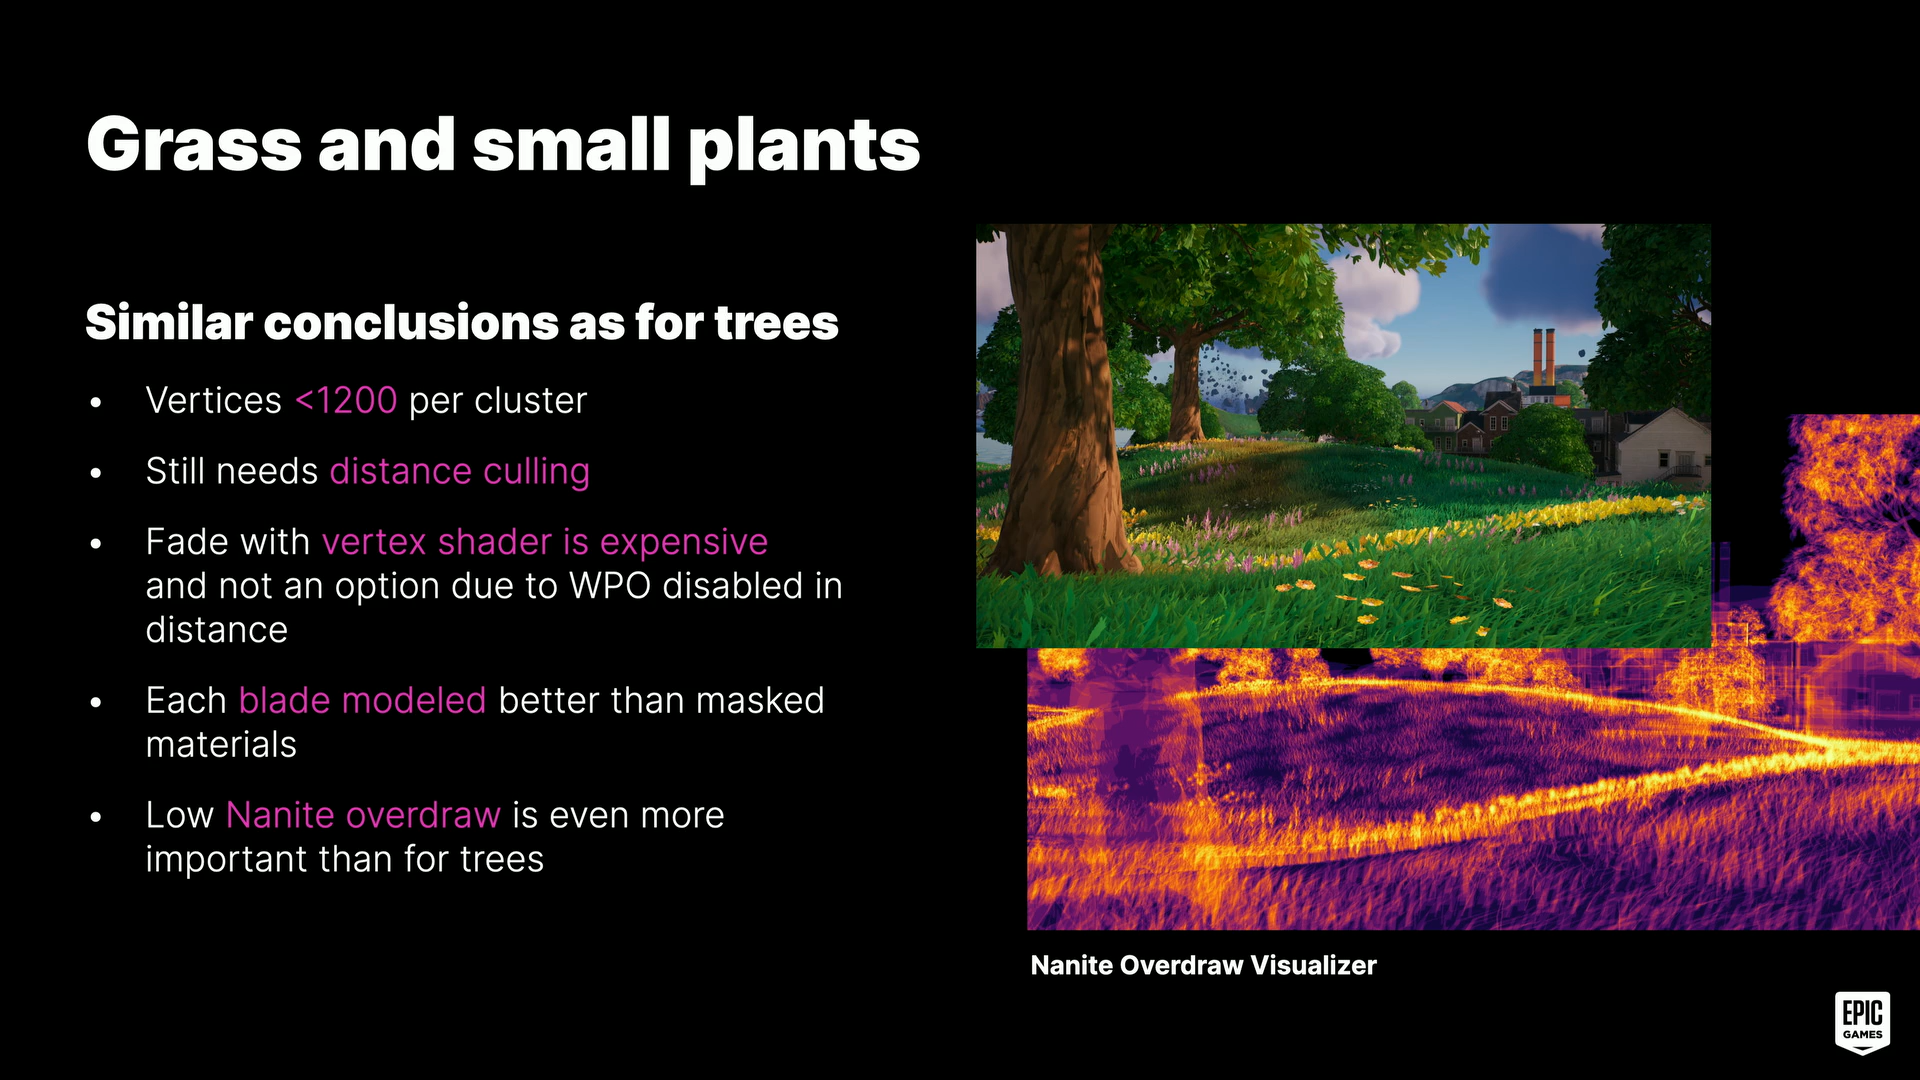 Grass and small plants
Similar conclusions as for trees
• Vertices <1200 per cluster
• Still needs distance culling
• Fade with vertex shader is expensive
and not an option due to WPO disabled in
distance
• Each blade modeled better than masked
materials
• Low Nanite overdraw is even more
important than for trees
Nanite Overdraw Visualizer
EPIC
GAMES